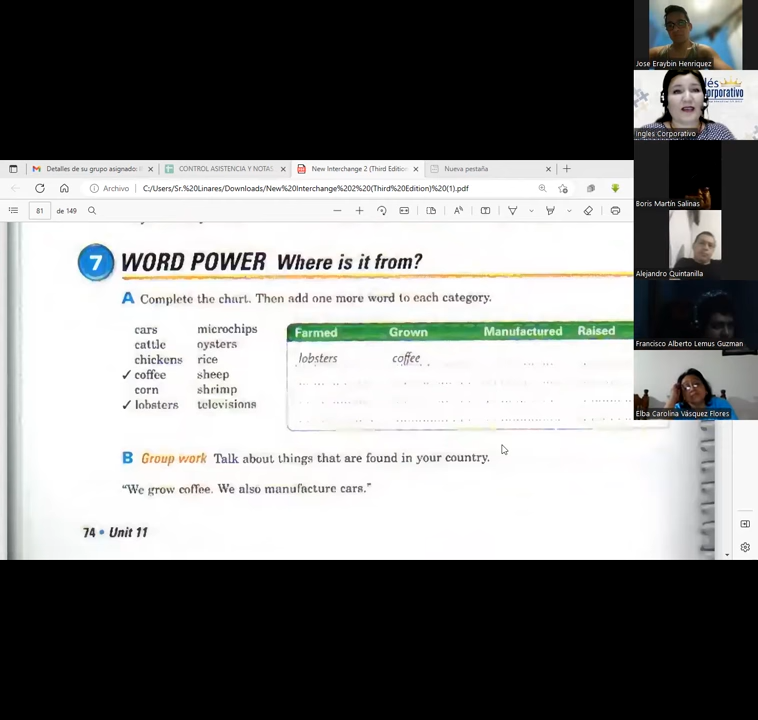 Detalles de su grupo asignado:
CONTROL ASISTENCIA Y NOTAS
New Interchange 2 (Third Edition
Nueva pestaña
Archivo
C:/Users/Sr.%20Linares/Downloads/New%20Interchange%202%20(Third%20Edition)%20(1).pdf
81 de 149
7 WORD POWER Where is it from?
A Complete the chart. Then add one more word to each category.
cars microchips
cattle oysters
chickens rice
✓ coffee sheep
corn shrimp
✓ lobsters televisions
Farmed Grown Manufactured Raised
lobsters coffee
B Group work Talk about things that are found in your country.
"We grow coffee. We also manufacture cars."
74 • Unit 11
Jose Eraybin Henriquez
lés
orporativo
ingles Corporativo
Boris Martín Salinas
Alejandro Quintanilla
Francisco Alberto Lemus Guzman
Elba Carolina Vásquez Flores